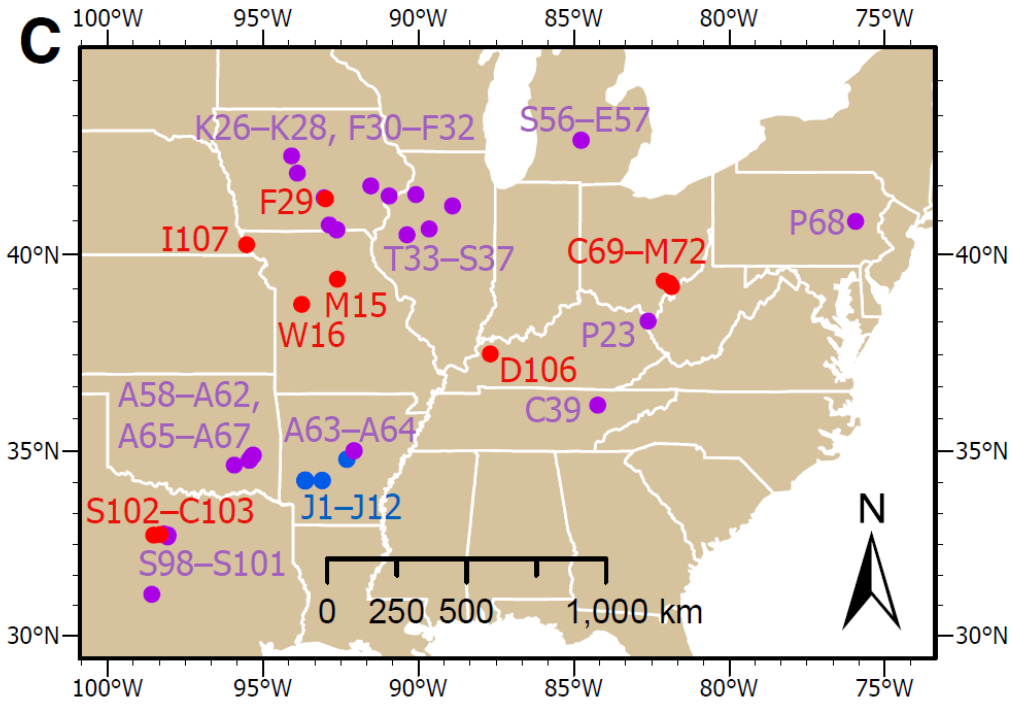 100°W 95°W 90°W 85°W 80°W 75°W
C
K26–K28, F30–F32
S56–E57
F29
P68
I107
T33–S37
C69–M72
40°N
40°N
M15
W16
P23
D106
A58–A62,
A65–A67
A63–A64
C39
35°N
35°N
S102–C103
J1–J12
N
S98–S101
0 250 500 1,000 km
30°N
30°N
100°W 95°W 90°W 85°W 80°W 75°W